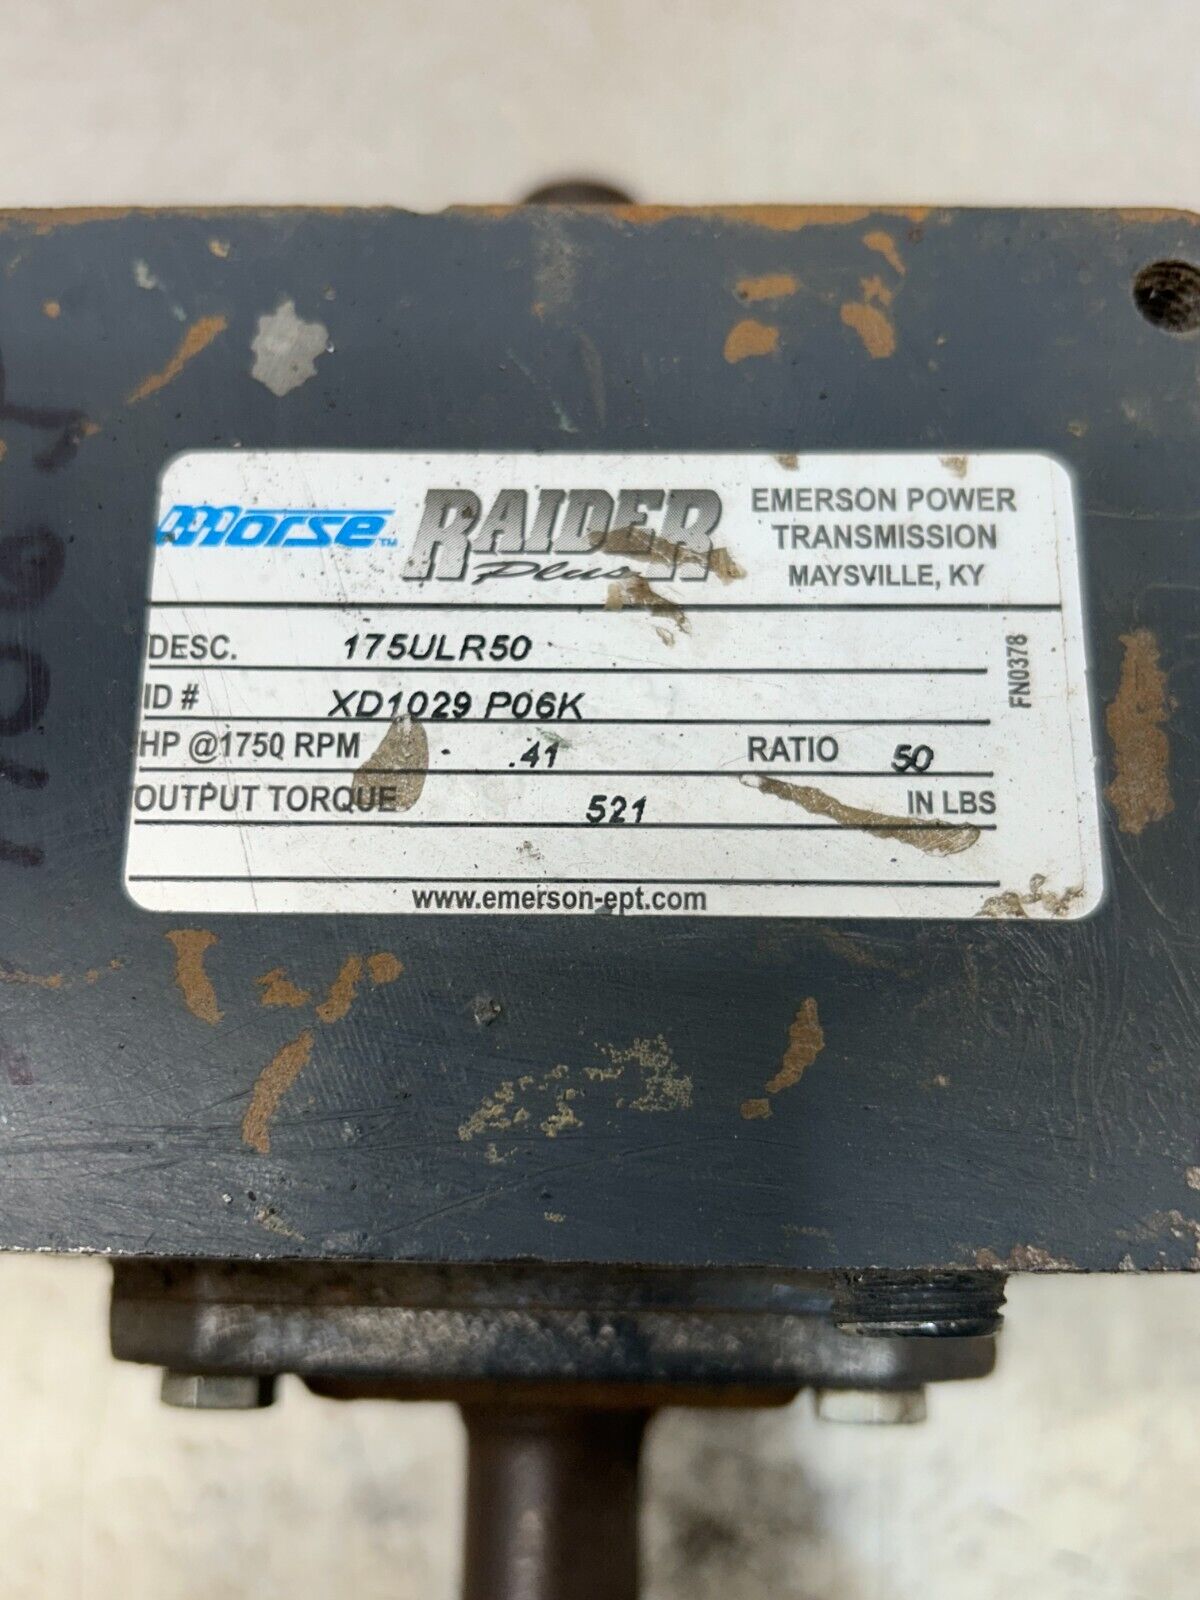 Morse™ RAIDER Plus
EMERSON POWER
TRANSMISSION
MAYSVILLE, KY
DESC. 175ULR50
ID # XD1029 P06K
HP @1750 RPM .41 RATIO 50
OUTPUT TORQUE 521 IN LBS
www.emerson-ept.com
FN0378